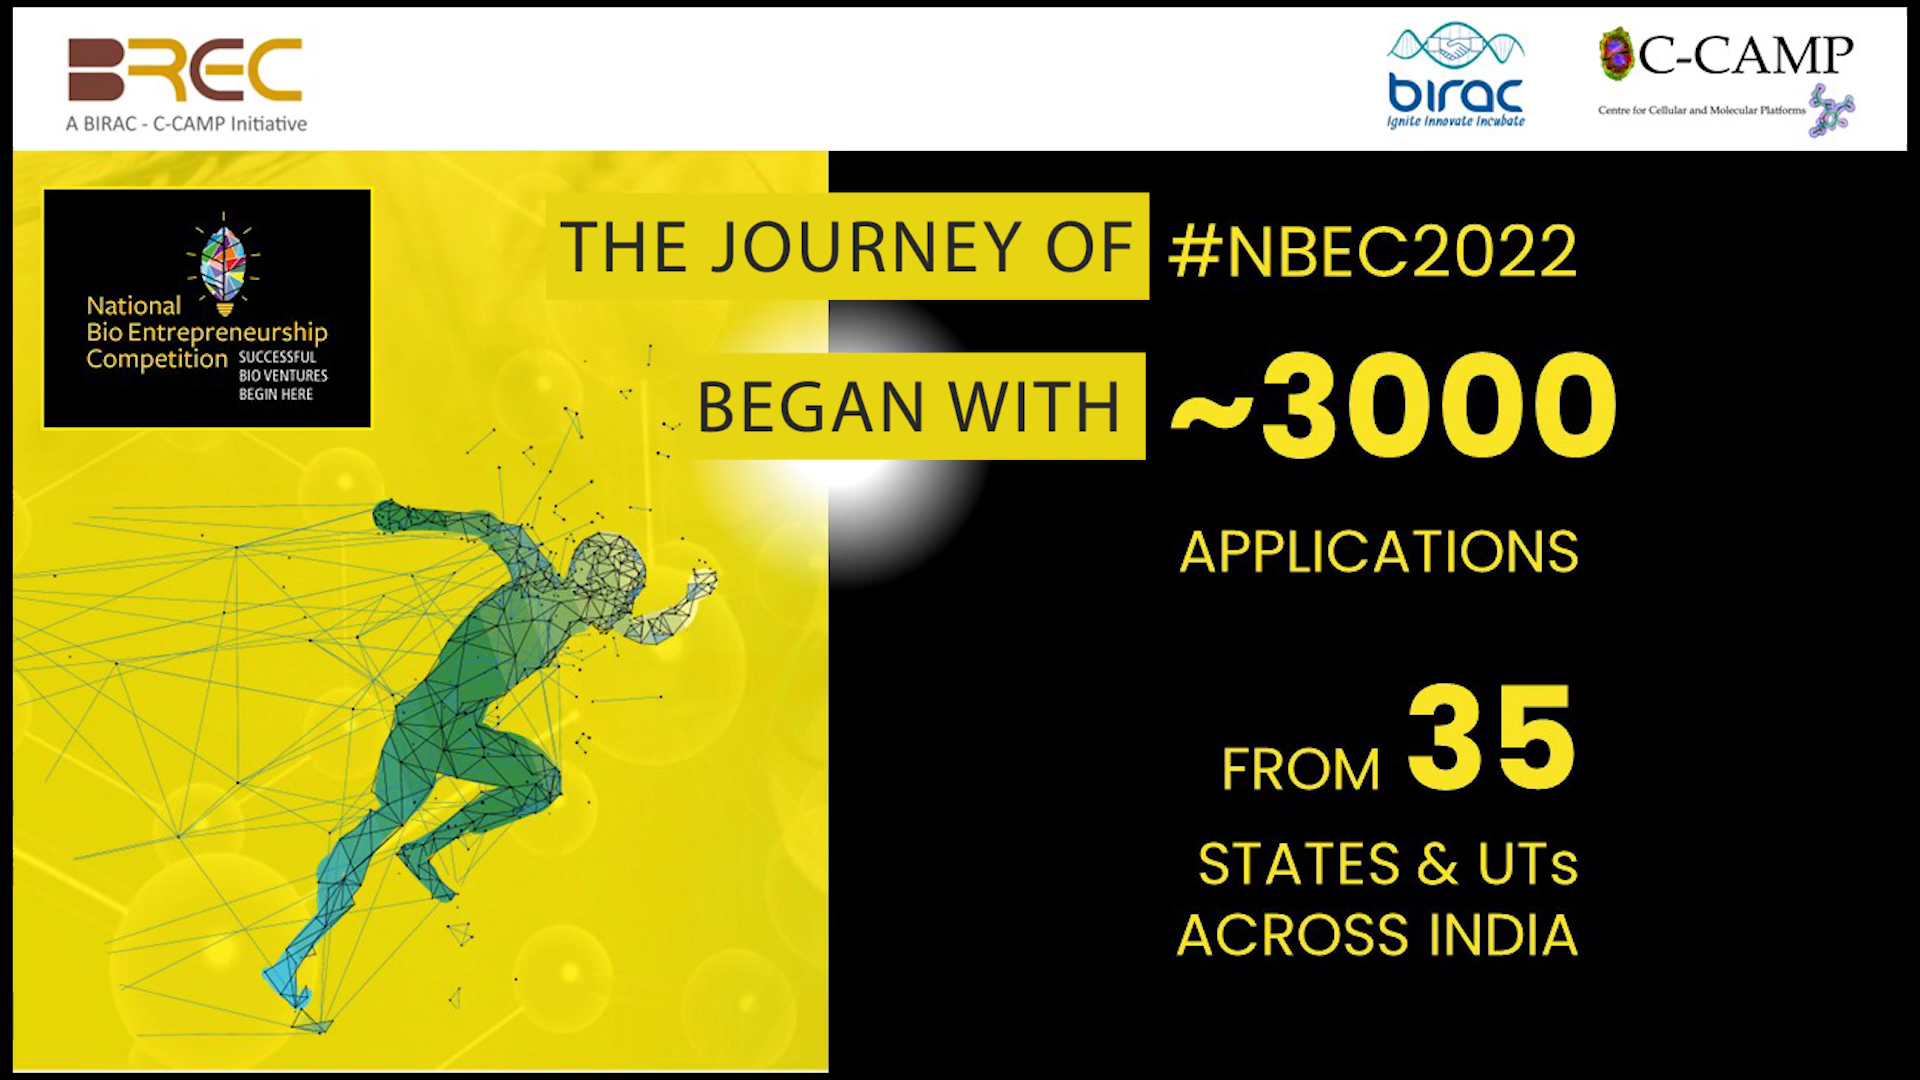 BREC
A BIRAC - C-CAMP Initiative
birac
Ignite Innovate Incubate
C-CAMP
Centre for Cellular and Molecular Platforms
National
Bio Entrepreneurship
Competition
SUCCESSFUL
BIO VENTURES
BEGIN HERE
THE JOURNEY OF #NBEC2022
BEGAN WITH ~3000
APPLICATIONS
FROM 35
STATES & UTs
ACROSS INDIA